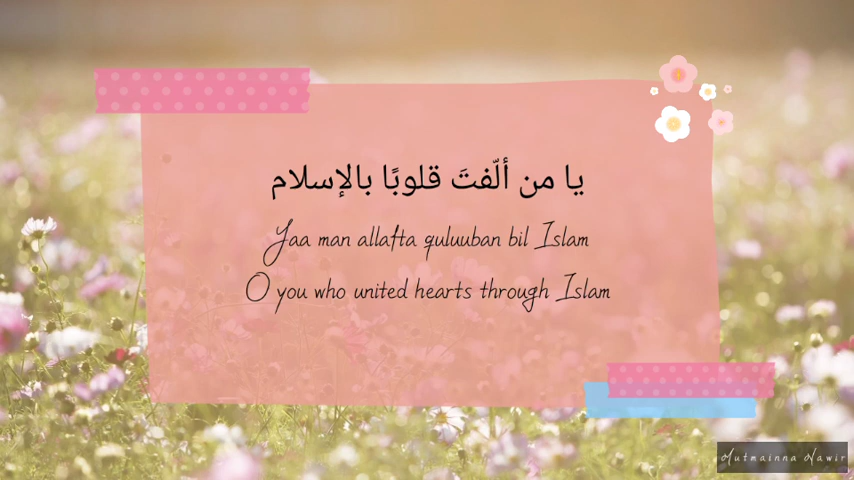 يا من ألّفتَ قلوبًا بالإسلام
Yaa man allafta quluuban bil Islam
O you who united hearts through Islam
Mutmainna Nawir